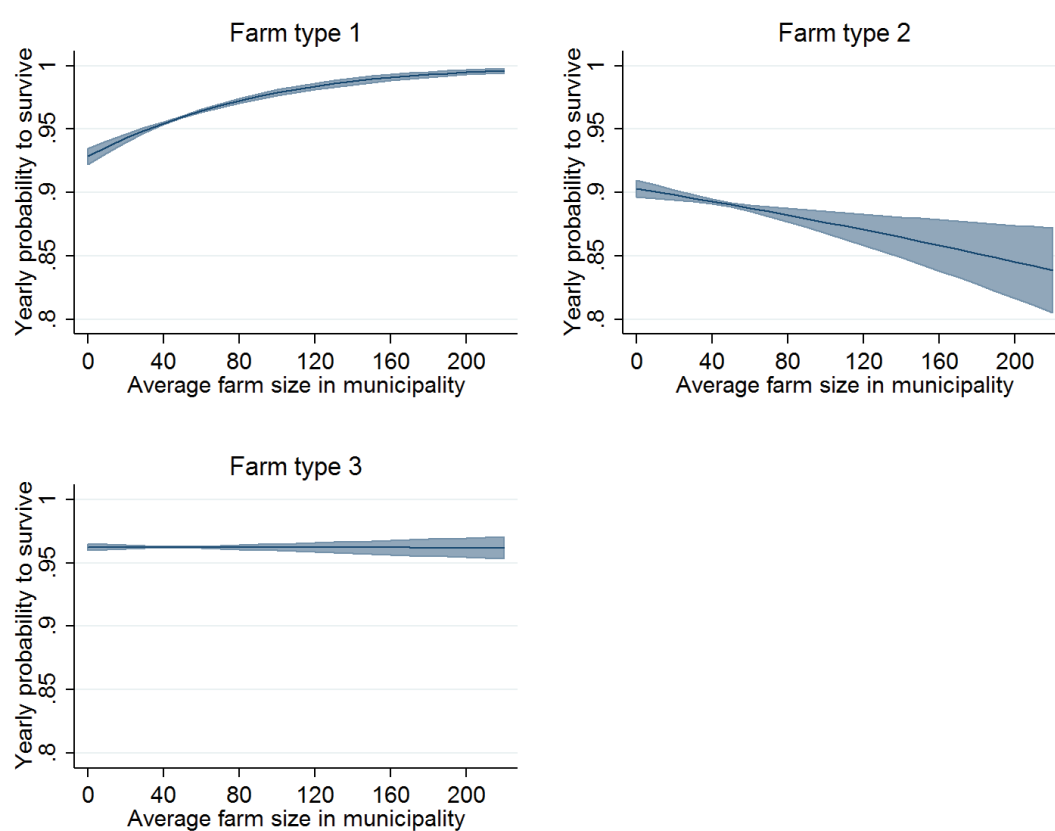 Farm type 1
Yearly probability to survive
1
.95
.9
.85
.8
0 40 80 120 160 200
Average farm size in municipality
Farm type 2
Yearly probability to survive
1
.95
.9
.85
.8
0 40 80 120 160 200
Average farm size in municipality
Farm type 3
Yearly probability to survive
1
.95
.9
.85
.8
0 40 80 120 160 200
Average farm size in municipality